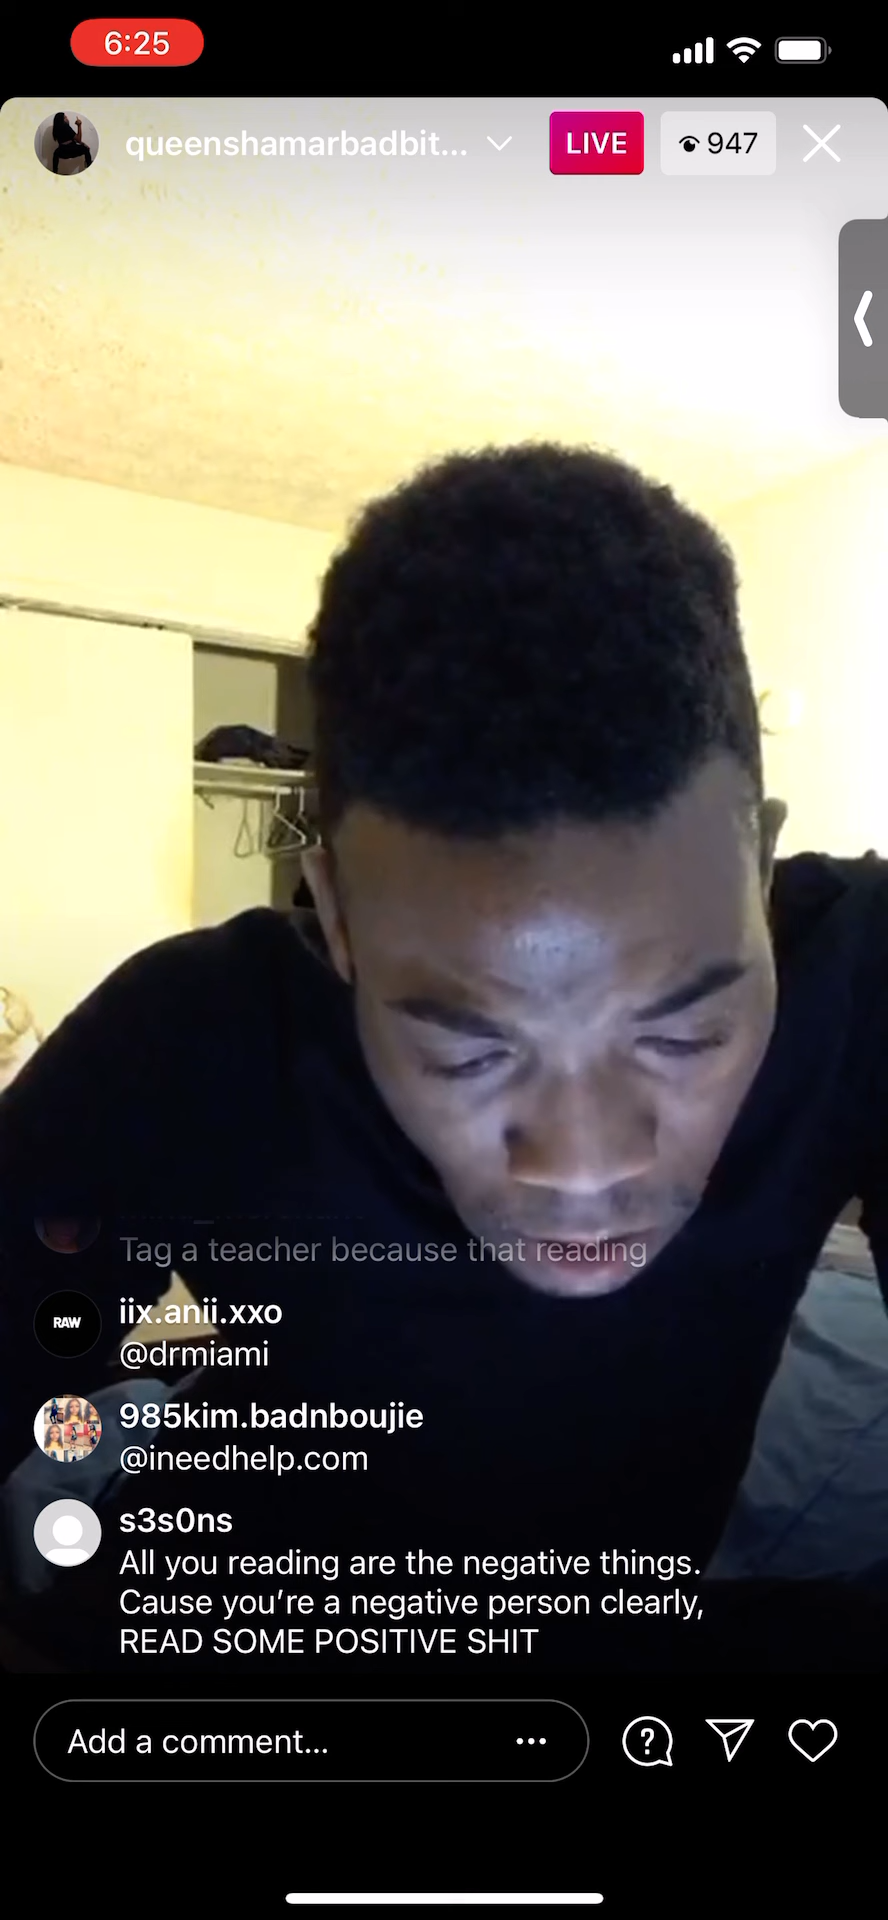 6:25
queenshamarbadbit...
LIVE
947
Tag a teacher because that reading
RAW
iix.anii.xxo
@drmiami
985kim.badnboujie
@ineedhelp.com
s3s0ns
All you reading are the negative things.
Cause you’re a negative person clearly,
READ SOME POSITIVE SHIT
Add a comment...